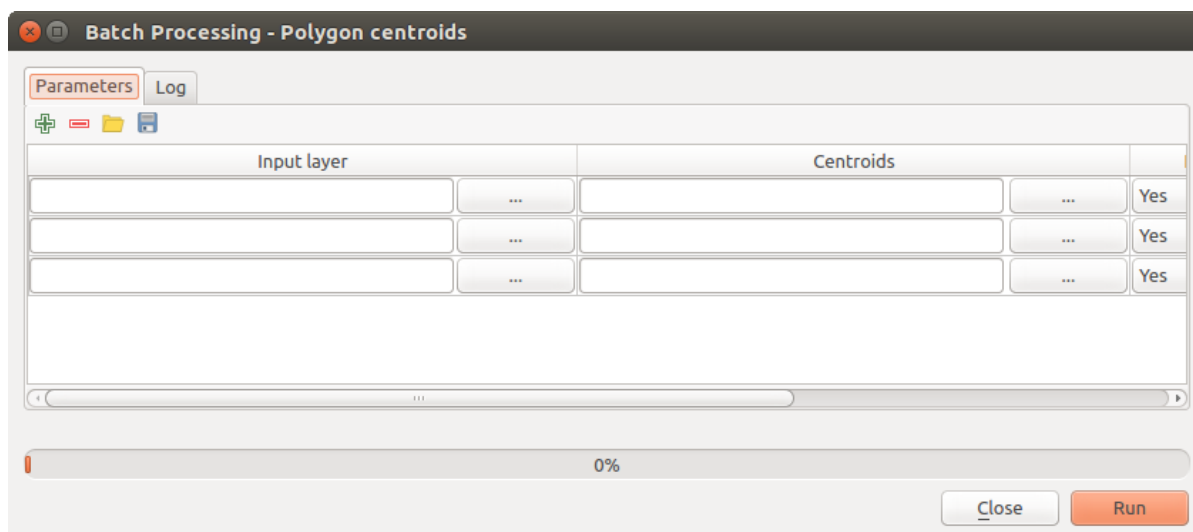 Batch Processing - Polygon centroids
Parameters Log
Input layer Centroids
... ... Yes
... ... Yes
... ... Yes
0%
Close Run